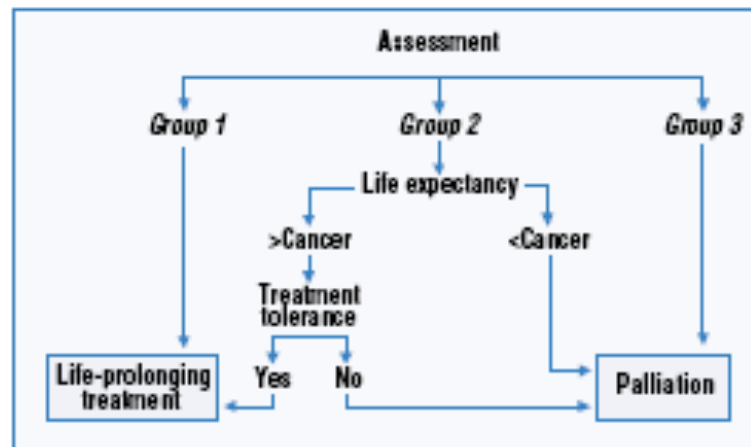 Assessment
Group 1 Group 2 Group 3
Life expectancy
>Cancer <Cancer
Treatment
tolerance
Life-prolonging
treatment
Yes No
Palliation